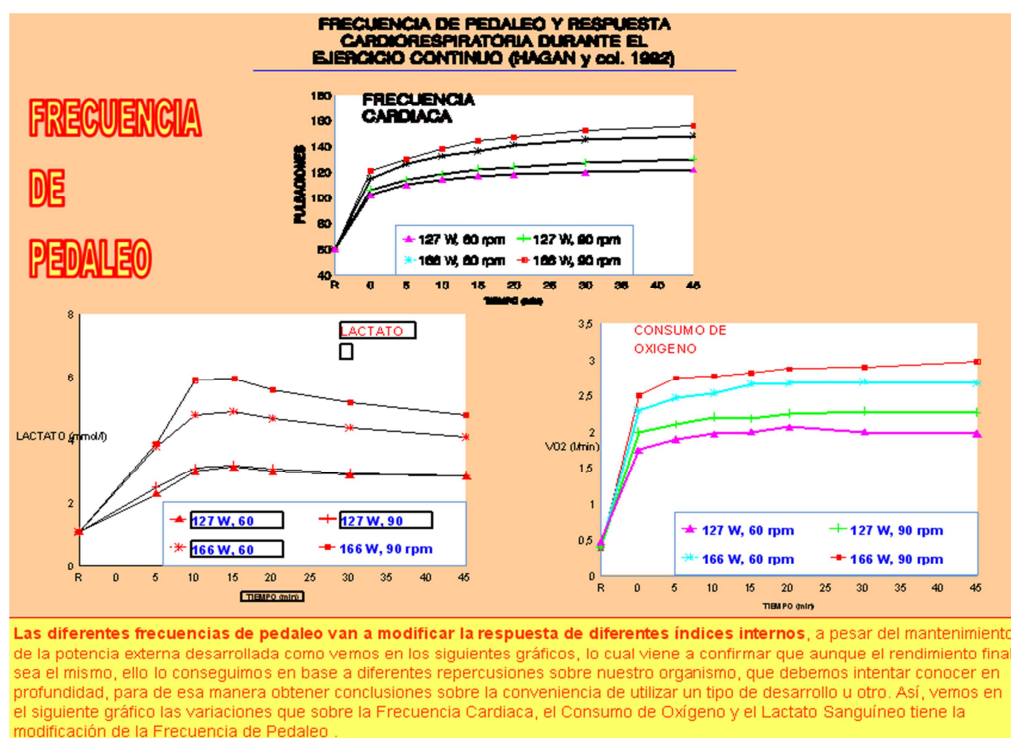 FRECUENCIA DE PEDALEO Y RESPUESTA
CARDIORESPIRATORIA DURANTE EL
EJERCICIO CONTINUO (HAGAN y col. 1992)
FRECUENCIA
DE
PEDALEO
FRECUENCIA
CARDIACA
PULSACIONES
180
160
140
120
100
80
60
40
127 W, 60 rpm
127 W, 90 rpm
166 W, 60 rpm
166 W, 90 rpm
R 0 5 10 15 20 25 30 35 40 45
TIEMPO (min)
LACTATO
LACTATO (mmol/l)
8
6
4
2
0
127 W, 60
127 W, 90
166 W, 60
166 W, 90 rpm
R 0 5 10 15 20 25 30 35 40 45
TIEMPO (min)
CONSUMO DE
OXIGENO
VO2 (l/min)
3,5
3
2,5
2
1,5
1
0,5
0
127 W, 60 rpm
127 W, 90 rpm
166 W, 60 rpm
166 W, 90 rpm
R 0 5 10 15 20 25 30 35 40 45
TIEMPO (min)
Las diferentes frecuencias de pedaleo van a modificar la respuesta de diferentes índices internos, a pesar del mantenimiento
de la potencia externa desarrollada como vemos en los siguientes gráficos, lo cual viene a confirmar que aunque el rendimiento final
sea el mismo, ello lo conseguimos en base a diferentes repercusiones sobre nuestro organismo, que debemos intentar conocer en
profundidad, para de esa manera obtener conclusiones sobre la conveniencia de utilizar un tipo de desarrollo u otro. Así, vemos en
el siguiente gráfico las variaciones que sobre la Frecuencia Cardiaca, el Consumo de Oxígeno y el Lactato Sanguíneo tiene la
modificación de la Frecuencia de Pedaleo .